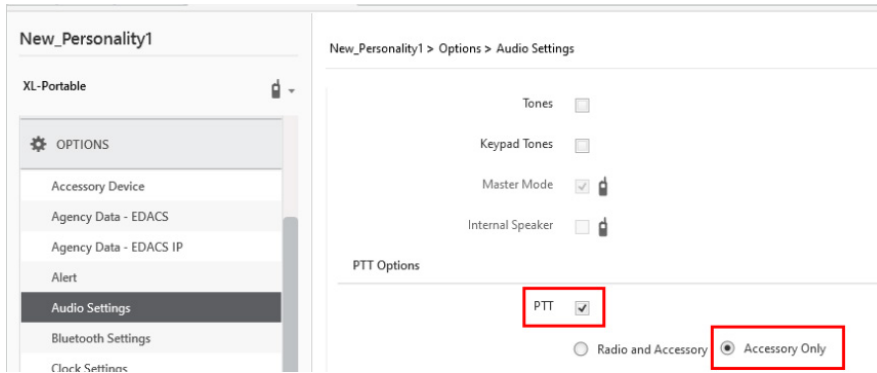 New_Personality1
New_Personality1 > Options > Audio Settings
XL-Portable
OPTIONS
Accessory Device
Agency Data - EDACS
Agency Data - EDACS IP
Alert
Audio Settings
Bluetooth Settings
Clock Settings
Tones
Keypad Tones
Master Mode
Internal Speaker
PTT Options
PTT
Radio and Accessory
Accessory Only